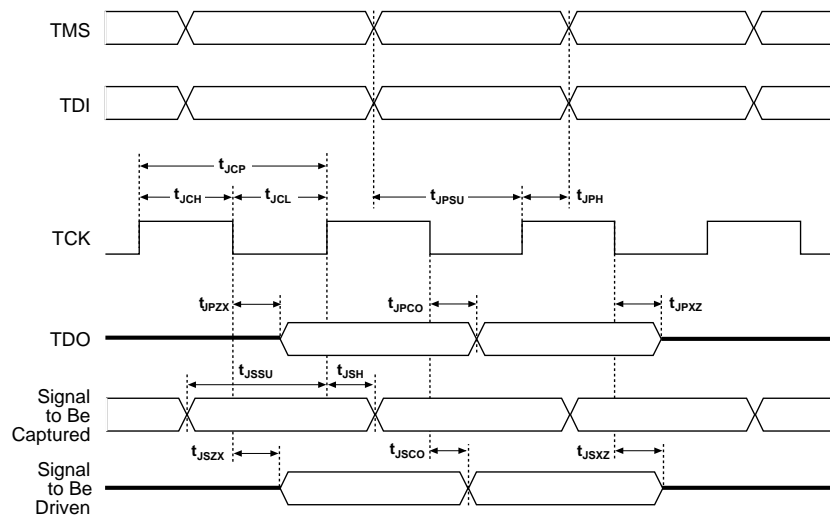 TMS
TDI
tJCP
tJCH
tJCL
tJPSU
tJPH
TCK
tJPZX
tJPCO
tJPXZ
TDO
tJSSU
tJSH
Signal
to Be
Captured
tJSZX
tJSCO
tJSXZ
Signal
to Be
Driven